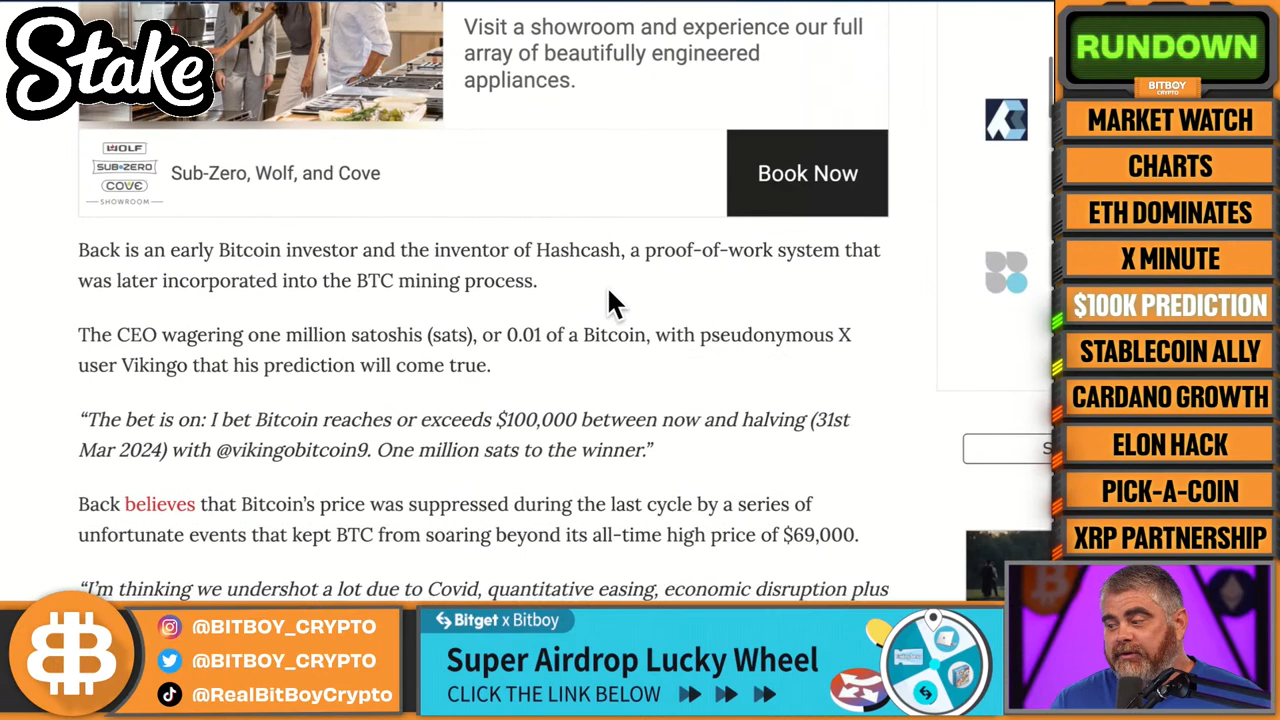 Stake
Visit a showroom and experience our full
array of beautifully engineered
appliances.
WOLF
SUB-ZERO
COVE
SHOWROOM
Sub-Zero, Wolf, and Cove
Book Now
Back is an early Bitcoin investor and the inventor of Hashcash, a proof-of-work system that
was later incorporated into the BTC mining process.
The CEO wagering one million satoshis (sats), or 0.01 of a Bitcoin, with pseudonymous X
user Vikingo that his prediction will come true.
“The bet is on: I bet Bitcoin reaches or exceeds $100,000 between now and halving (31st
Mar 2024) with @vikingobitcoin9. One million sats to the winner.”
Back believes that Bitcoin’s price was suppressed during the last cycle by a series of
unfortunate events that kept BTC from soaring beyond its all-time high price of $69,000.
“I’m thinking we undershot a lot due to Covid, quantitative easing, economic disruption plus
RUNDOWN
BITBOY
CRYPTO
MARKET WATCH
CHARTS
ETH DOMINATES
X MINUTE
$100K PREDICTION
STABLECOIN ALLY
CARDANO GROWTH
ELON HACK
PICK-A-COIN
XRP PARTNERSHIP
@BITBOY_CRYPTO
@BITBOY_CRYPTO
@RealBitBoyCrypto
Bitget x Bitboy
Super Airdrop Lucky Wheel
CLICK THE LINK BELOW